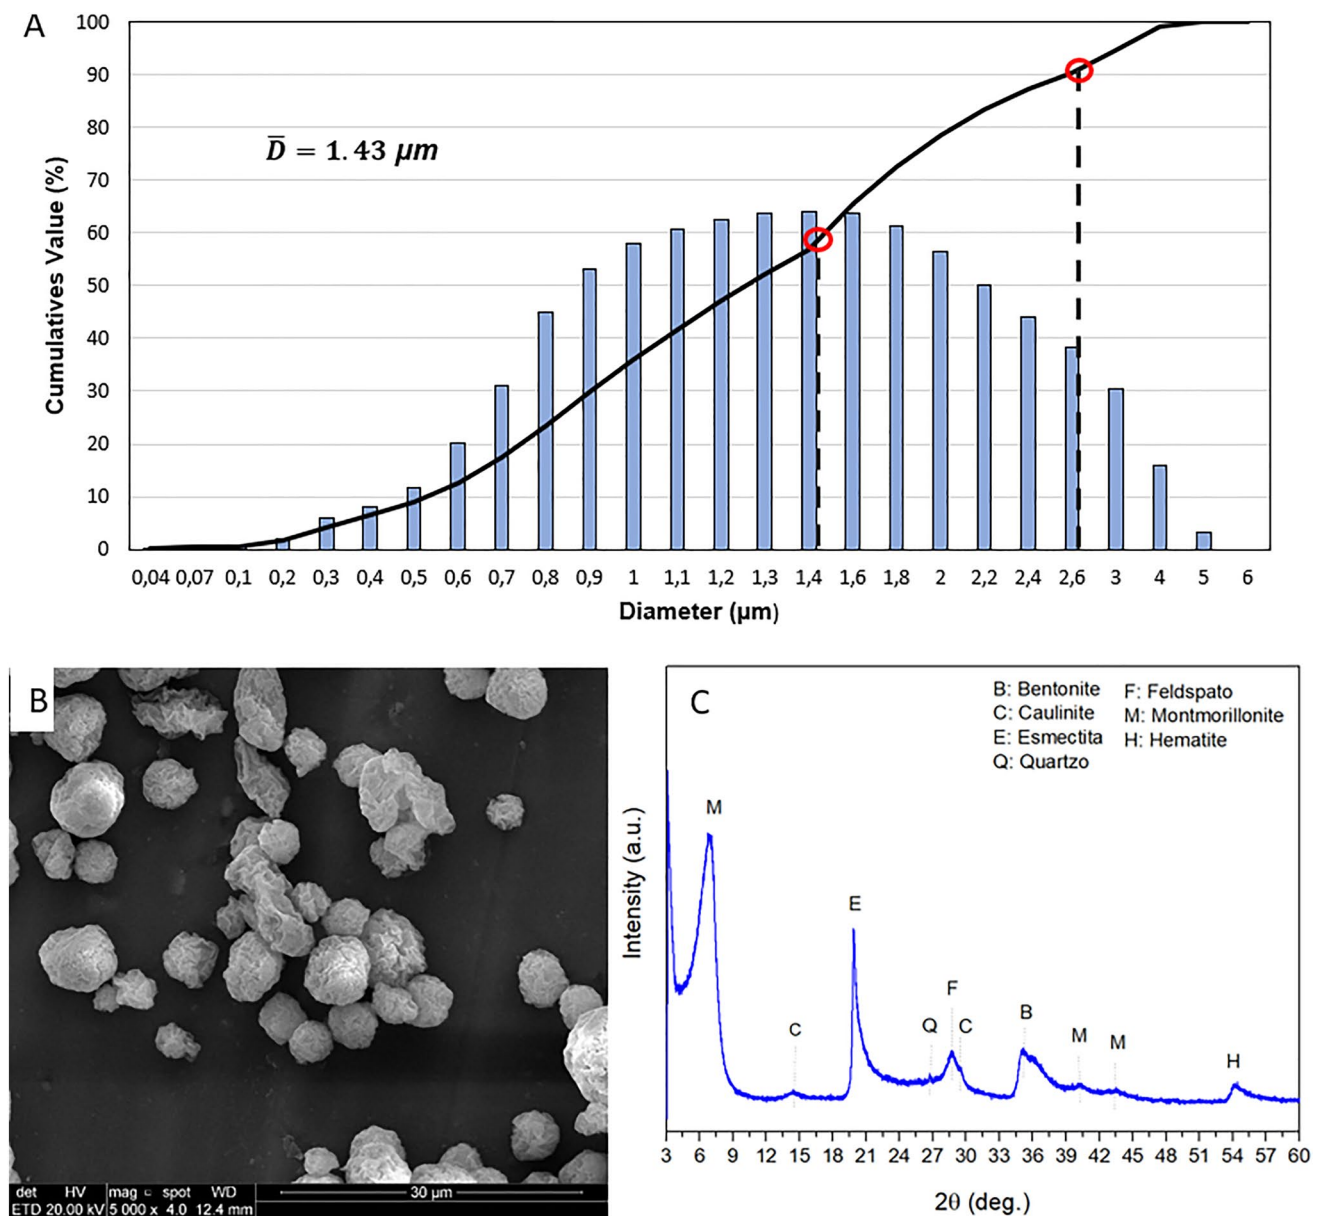 A
100
90
80
70
60
50
40
30
20
10
0
Cumulatives Value (%)
D̅ = 1.43 μm
0,04 0,07 0,1 0,2 0,3 0,4 0,5 0,6 0,7 0,8 0,9 1 1,1 1,2 1,3 1,4 1,6 1,8 2 2,2 2,4 2,6 3 4 5 6
Diameter (μm)
B
det HV mag □ spot WD
ETD 20.00 kV 5 000 x 4.0 12.4 mm
30 μm
C
B: Bentonite F: Feldspato
C: Caulinite M: Montmorillonite
E: Esmectita H: Hematite
Q: Quartzo
Intensity (a.u.)
M
E
C
Q
F
C
B
M
M
H
3 6 9 12 15 18 21 24 27 30 33 36 39 42 45 48 51 54 57 60
2θ (deg.)